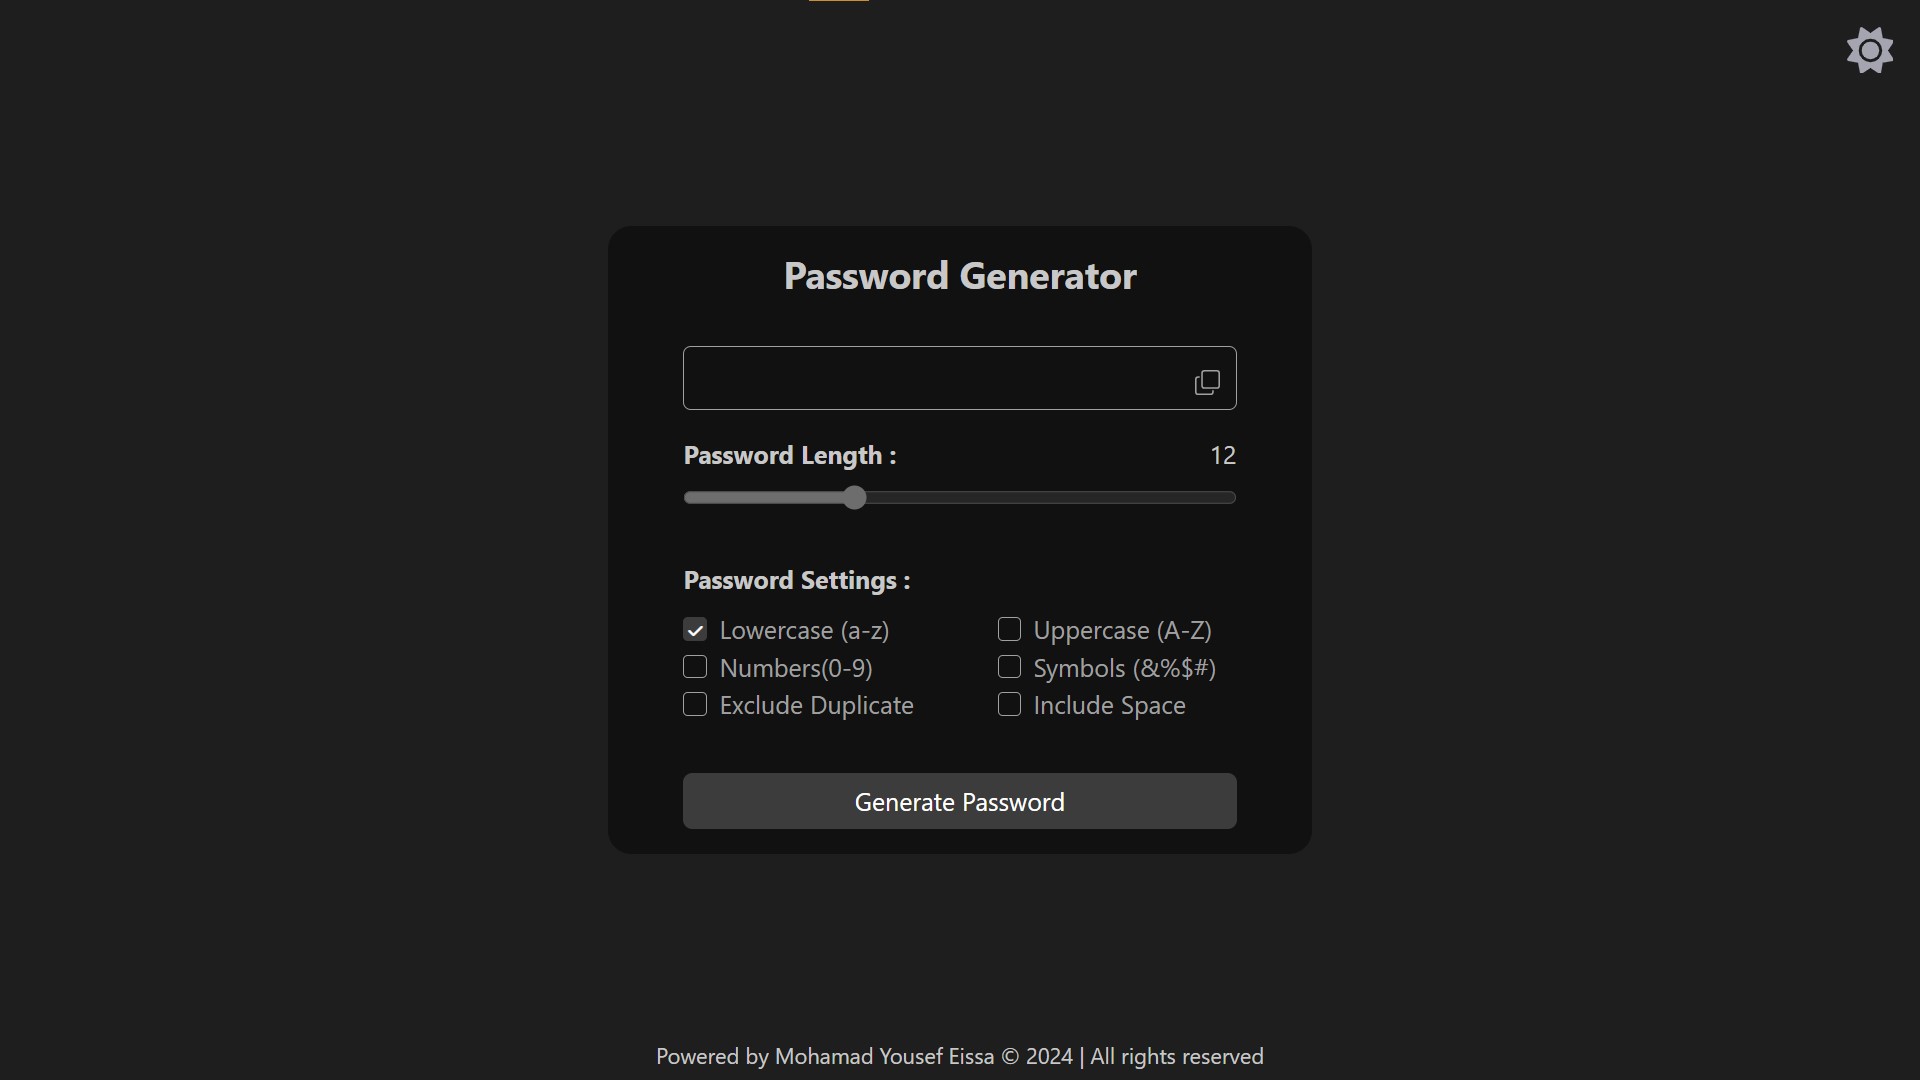 Password Generator
Password Length : 12
Password Settings :
Lowercase (a-z) Uppercase (A-Z)
Numbers(0-9) Symbols (&%$#)
Exclude Duplicate Include Space
Generate Password
Powered by Mohamad Yousef Eissa © 2024 | All rights reserved